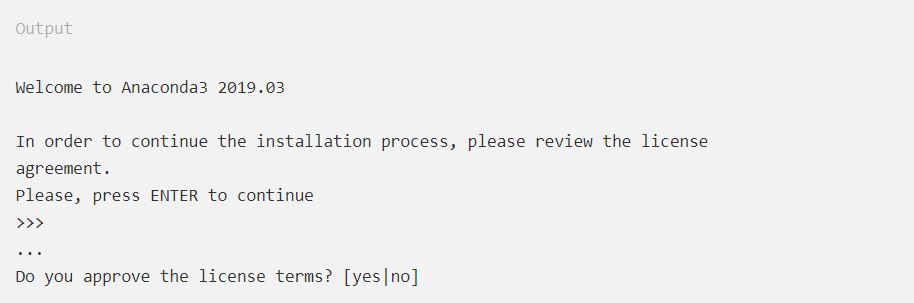 Output
Welcome to Anaconda3 2019.03
In order to continue the installation process, please review the license
agreement.
Please, press ENTER to continue
>>>
...
Do you approve the license terms? [yes|no]